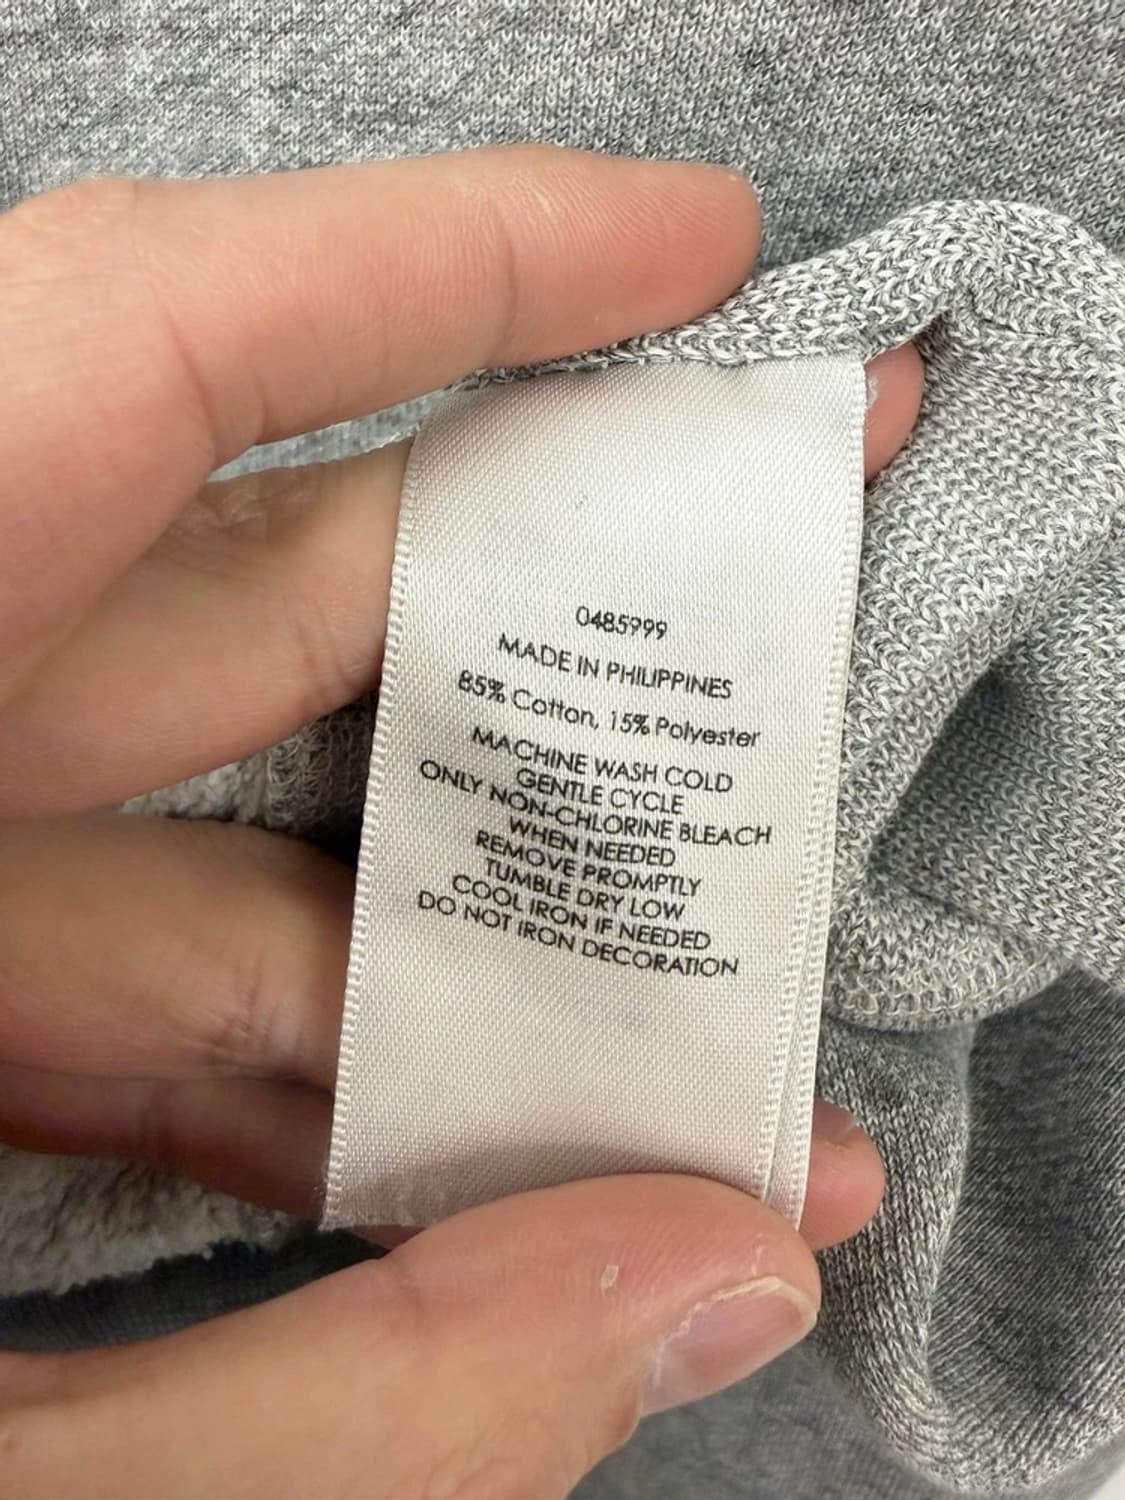 0485999
MADE IN PHILIPPINES
85% Cotton, 15% Polyester
MACHINE WASH COLD
GENTLE CYCLE
ONLY NON-CHLORINE BLEACH
WHEN NEEDED
REMOVE PROMPTLY
TUMBLE DRY LOW
COOL IRON IF NEEDED
DO NOT IRON DECORATION